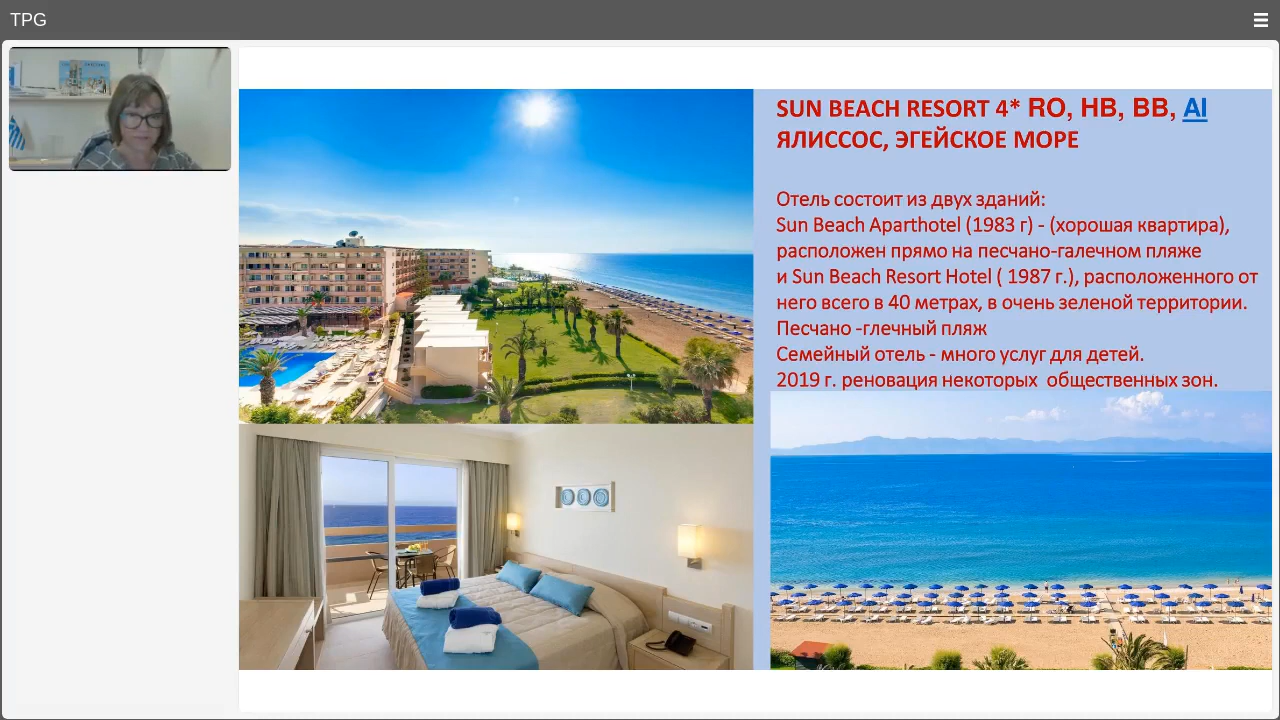 TPG
SUN BEACH RESORT 4* RO, HB, BB, AI
ЯЛИССОС, ЭГЕЙСКОЕ МОРЕ
Отель состоит из двух зданий:
Sun Beach Aparthotel (1983 г) - (хорошая квартира),
расположен прямо на песчано-галечном пляже
и Sun Beach Resort Hotel ( 1987 г.), расположенного от
него всего в 40 метрах, в очень зеленой территории.
Песчано -глечный пляж
Семейный отель - много услуг для детей.
2019 г. реновация некоторых общественных зон.